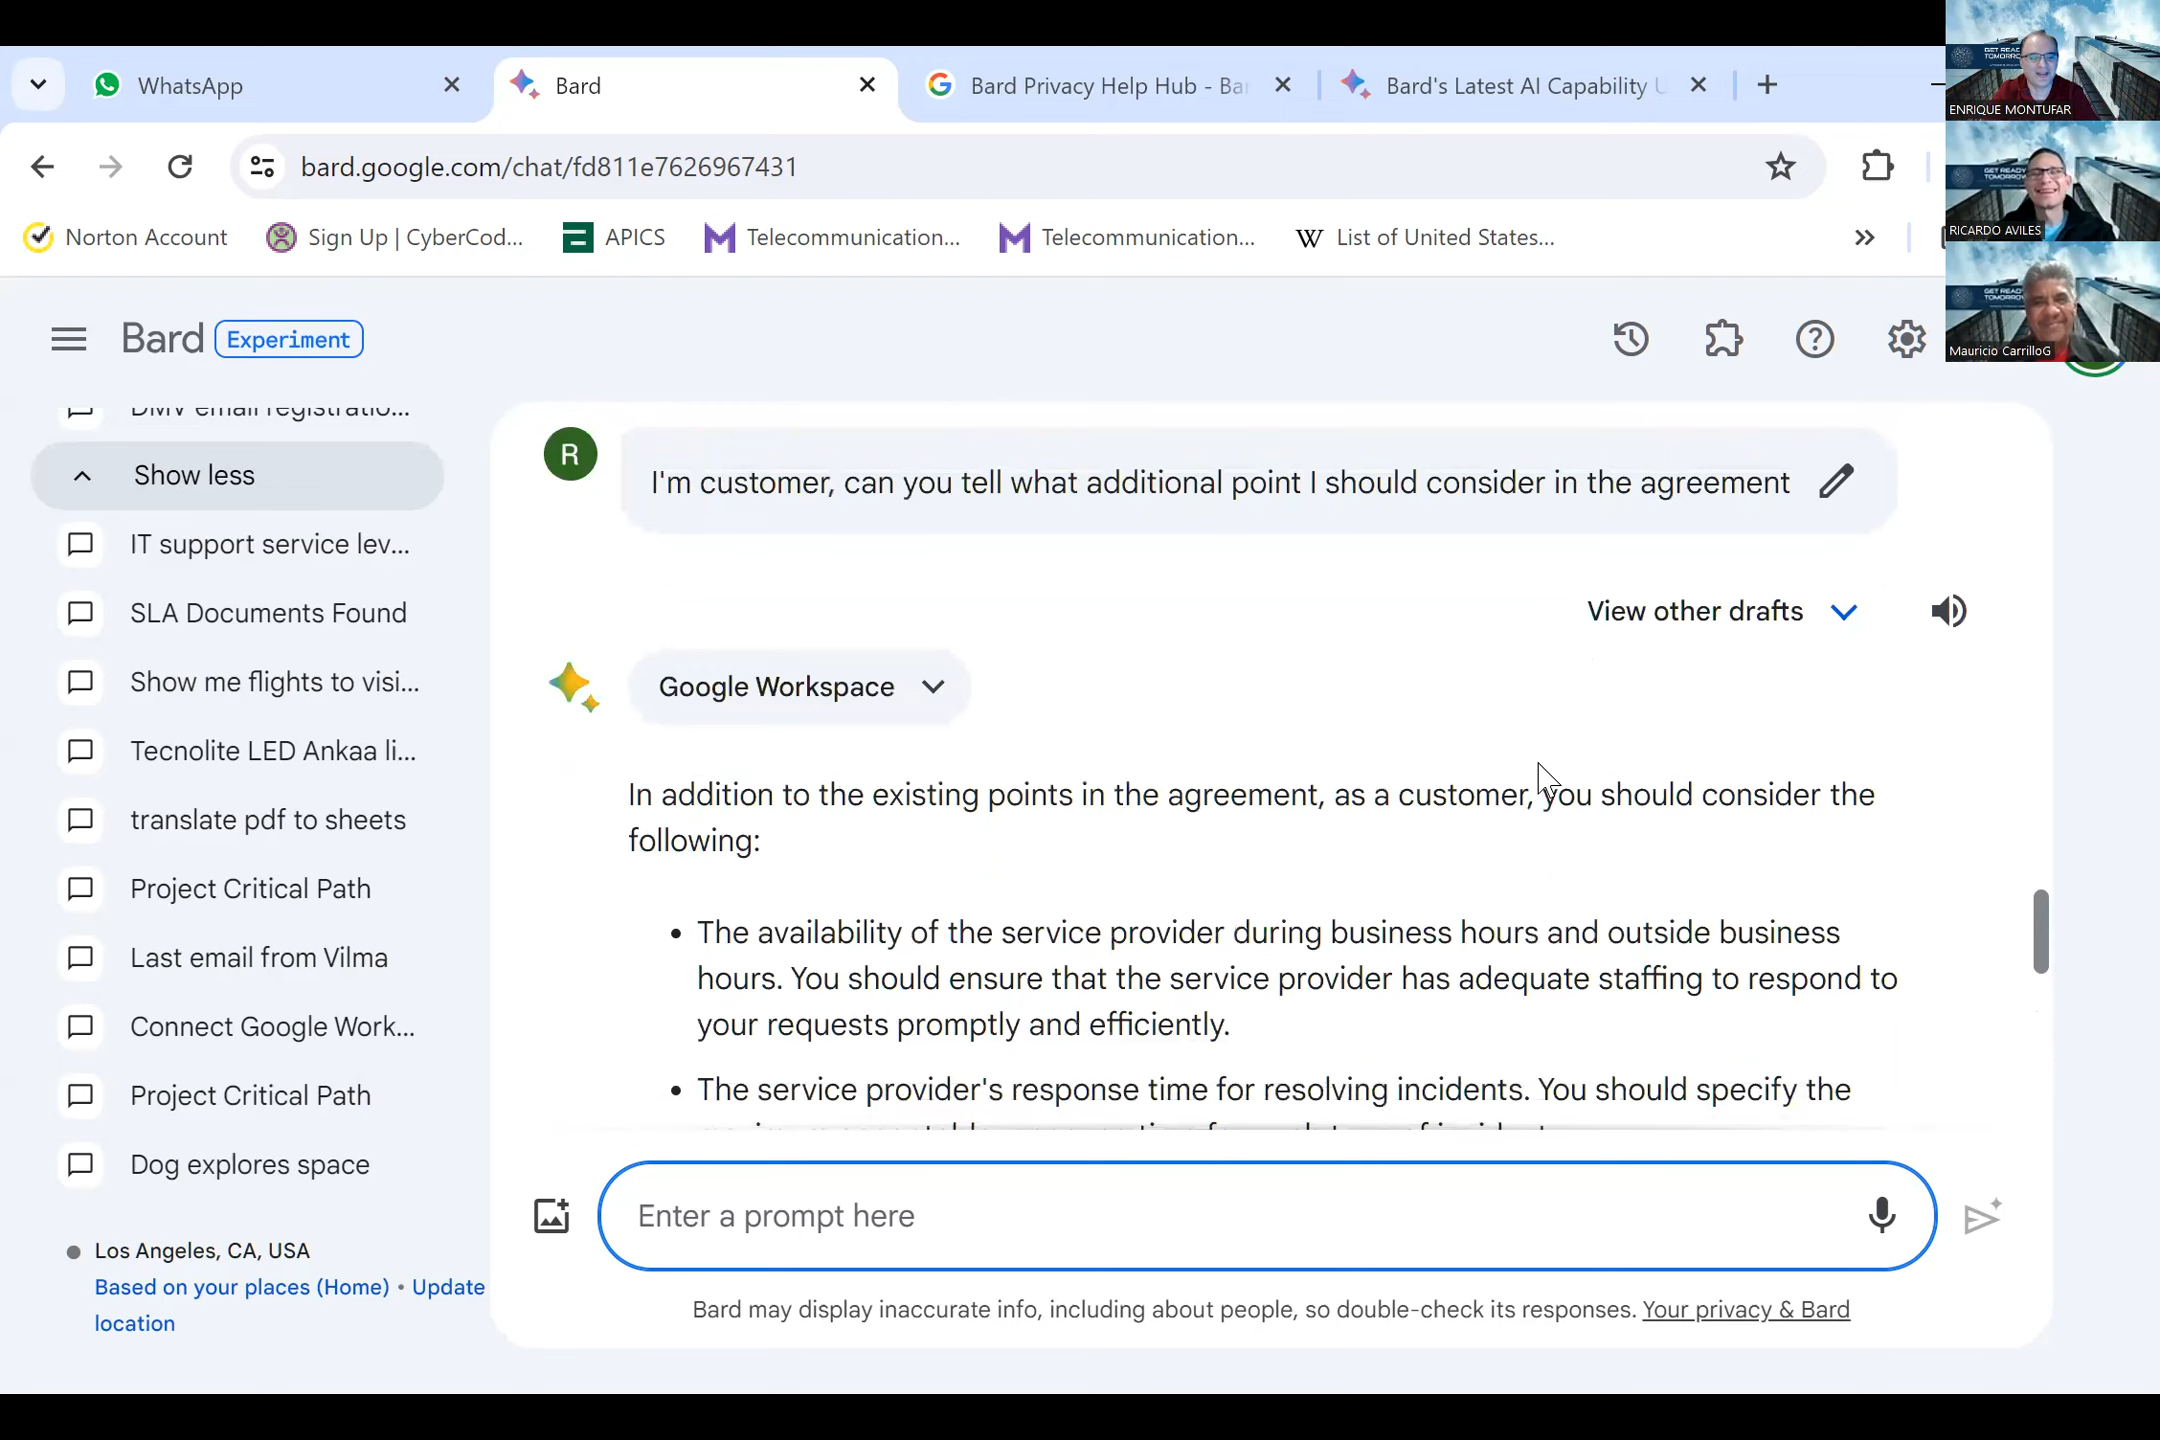 WhatsApp
Bard
Bard Privacy Help Hub - Bar
Bard's Latest AI Capability U
bard.google.com/chat/fd811e7626967431
Norton Account
Sign Up | CyberCod...
APICS
Telecommunication...
Telecommunication...
W List of United States...
ENRIQUE MONTUFAR
RICARDO AVILES
Mauricio CarrilloG
Bard Experiment
DMV email registratio...
Show less
IT support service lev...
SLA Documents Found
Show me flights to visi...
Tecnolite LED Ankaa li...
translate pdf to sheets
Project Critical Path
Last email from Vilma
Connect Google Work...
Project Critical Path
Dog explores space
Los Angeles, CA, USA
Based on your places (Home) • Update
location
R
I'm customer, can you tell what additional point I should consider in the agreement
View other drafts
Google Workspace
In addition to the existing points in the agreement, as a customer, you should consider the
following:
• The availability of the service provider during business hours and outside business
hours. You should ensure that the service provider has adequate staffing to respond to
your requests promptly and efficiently.
• The service provider's response time for resolving incidents. You should specify the
Enter a prompt here
Bard may display inaccurate info, including about people, so double-check its responses. Your privacy & Bard